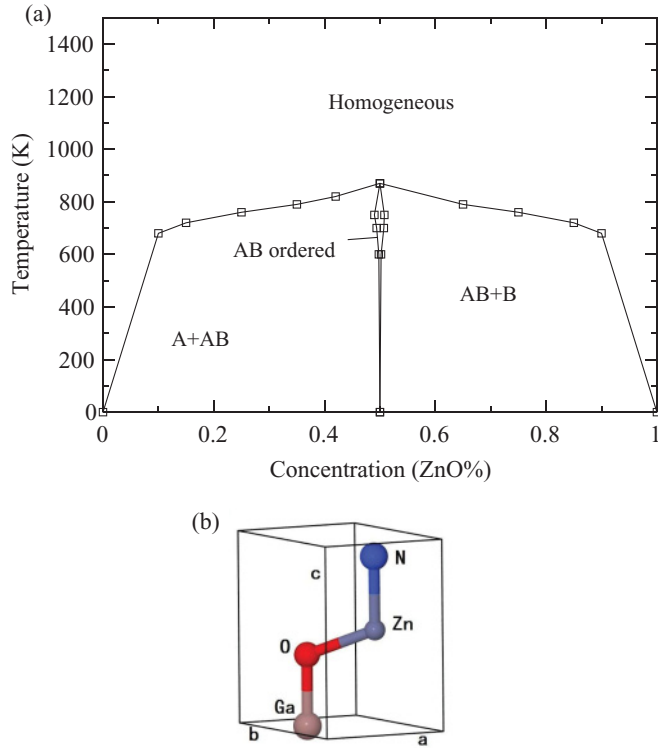 (a)
1400
1200
1000
800
600
400
200
0
Temperature (K)
Homogeneous
AB ordered
A+AB
AB+B
0 0.2 0.4 0.6 0.8 1
Concentration (ZnO%)
(b)
N
c
Zn
O
Ga
b
a